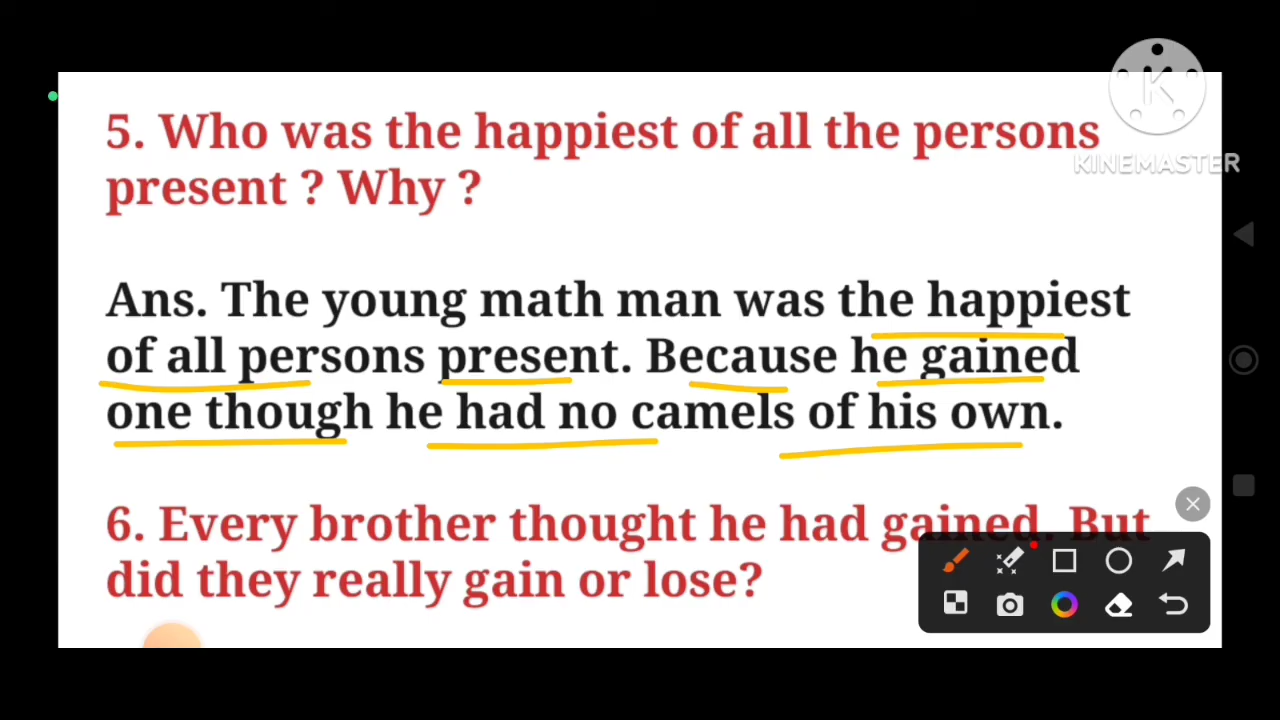 5. Who was the happiest of all the persons
present ? Why ?
KINEMASTER
Ans. The young math man was the happiest
of all persons present. Because he gained
one though he had no camels of his own.
6. Every brother thought he had gained. But
did they really gain or lose?